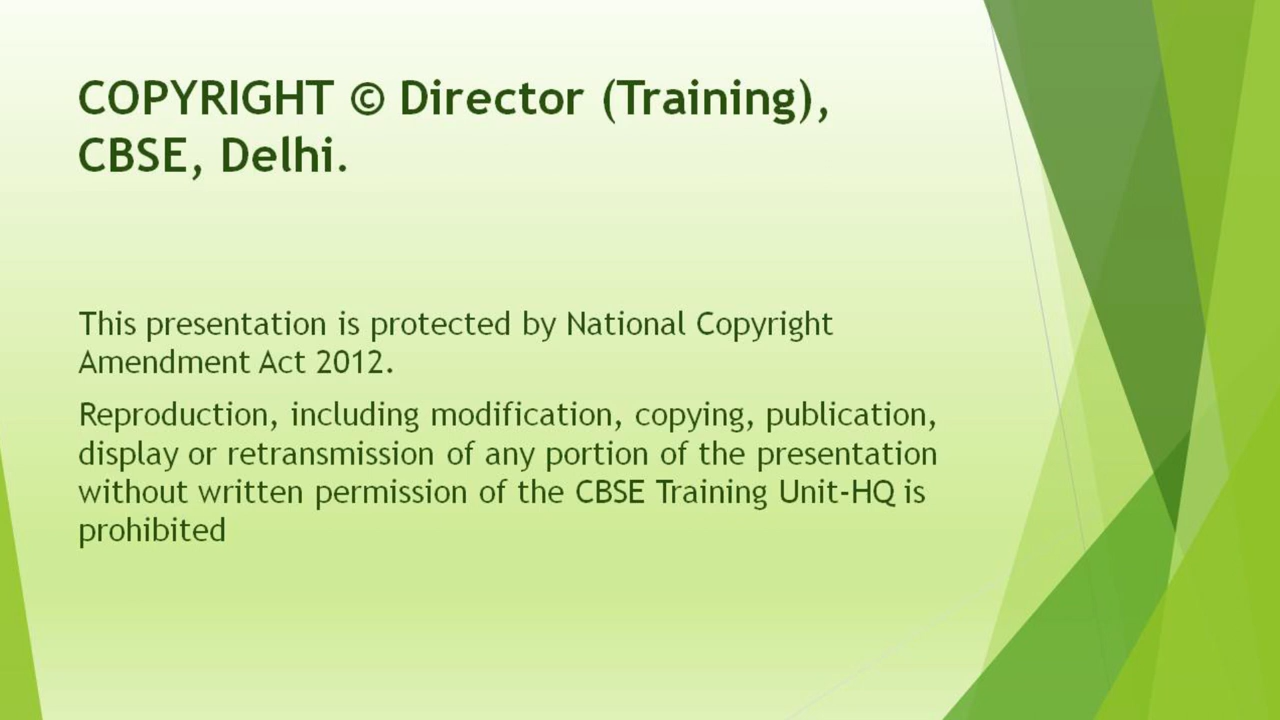 COPYRIGHT © Director (Training),
CBSE, Delhi.
This presentation is protected by National Copyright
Amendment Act 2012.
Reproduction, including modification, copying, publication,
display or retransmission of any portion of the presentation
without written permission of the CBSE Training Unit-HQ is
prohibited